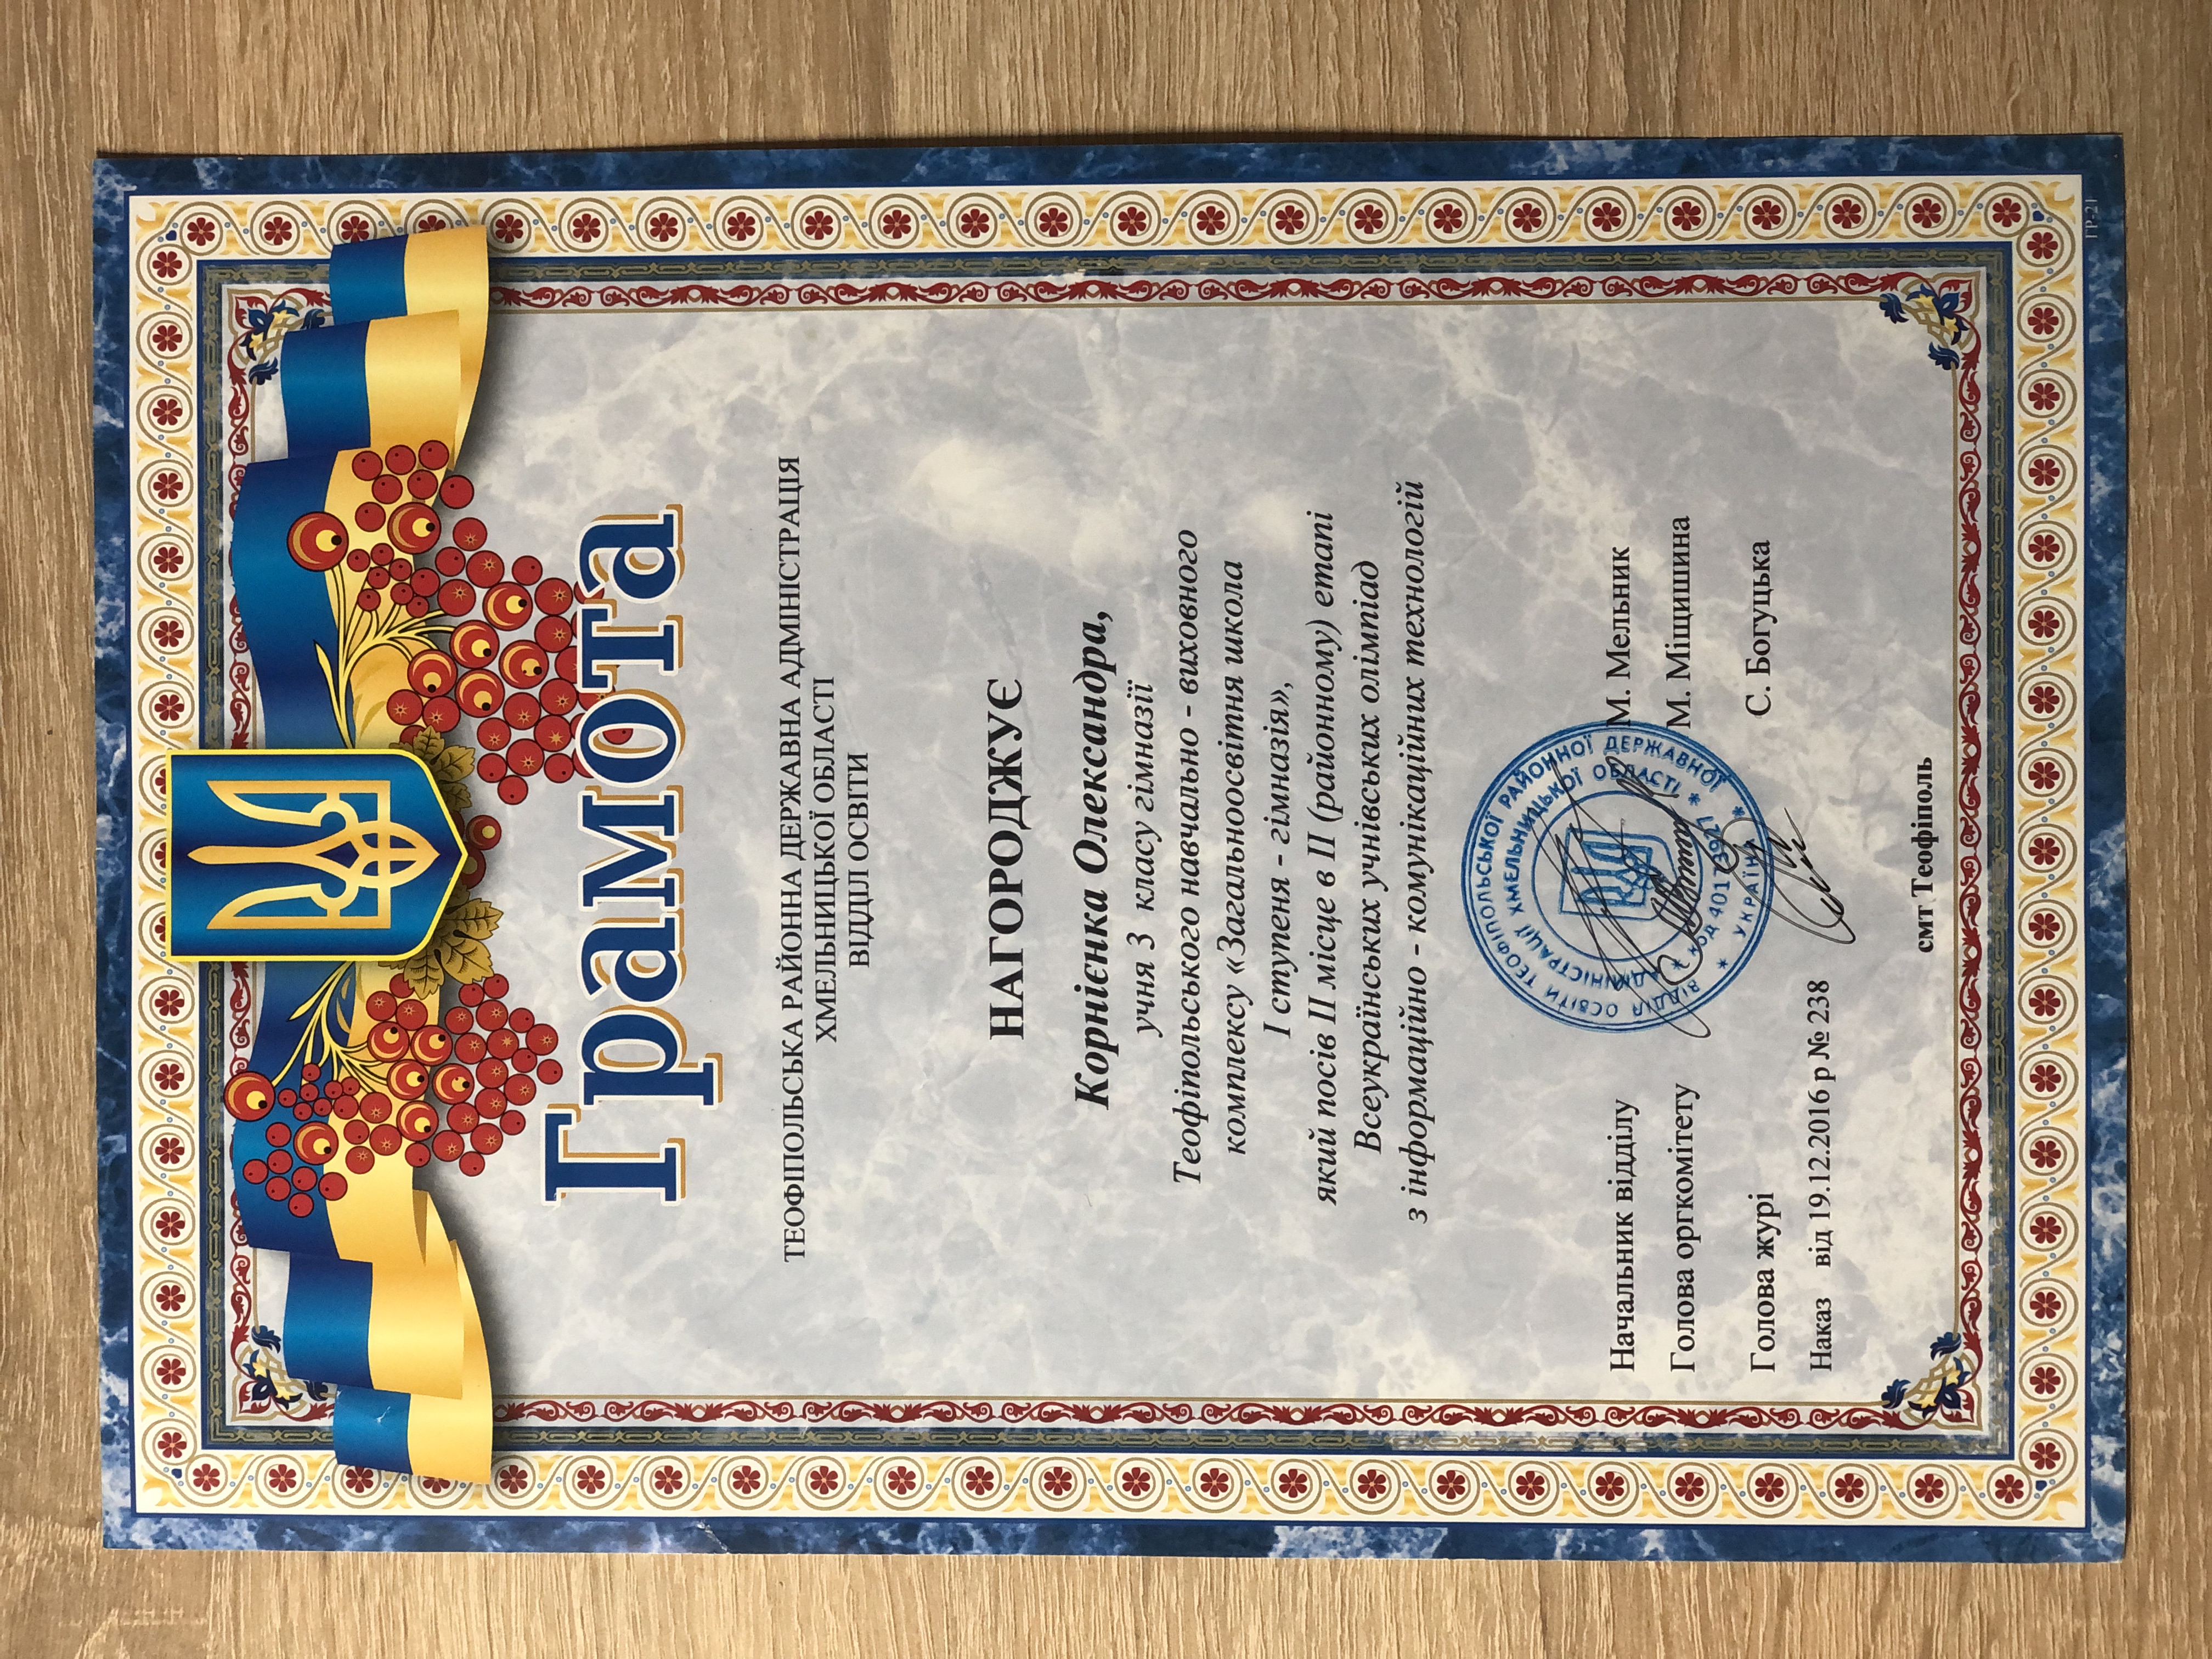 Грамота
ТЕОФІПОЛЬСЬКА РАЙОННА ДЕРЖАВНА АДМІНІСТРАЦІЯ
ХМЕЛЬНИЦЬКОЇ ОБЛАСТІ
ВІДДІЛ ОСВІТИ
НАГОРОДЖУЄ
Корнієнка Олександра,
учня 3 класу гімназії
Теофіпольського навчально - виховного
комплексу «Загальноосвітня школа
І ступеня - гімназія»,
який посів ІІ місце в ІІ (районному) етапі
Всеукраїнських учнівських олімпіад
з інформаційно - комунікаційних технологій
ВІДДІЛ ОСВІТИ ТЕОФІПОЛЬСЬКОЇ РАЙОННОЇ ДЕРЖАВНОЇ
АДМІНІСТРАЦІЇ ХМЕЛЬНИЦЬКОЇ ОБЛАСТІ
* код 40173927 *
* УКРАЇНА *
Начальник відділу М. Мельник
Голова оргкомітету М. Міщишина
Голова журі С. Богуцька
Наказ від 19.12.2016 р № 238
смт Теофіполь
ГР-21